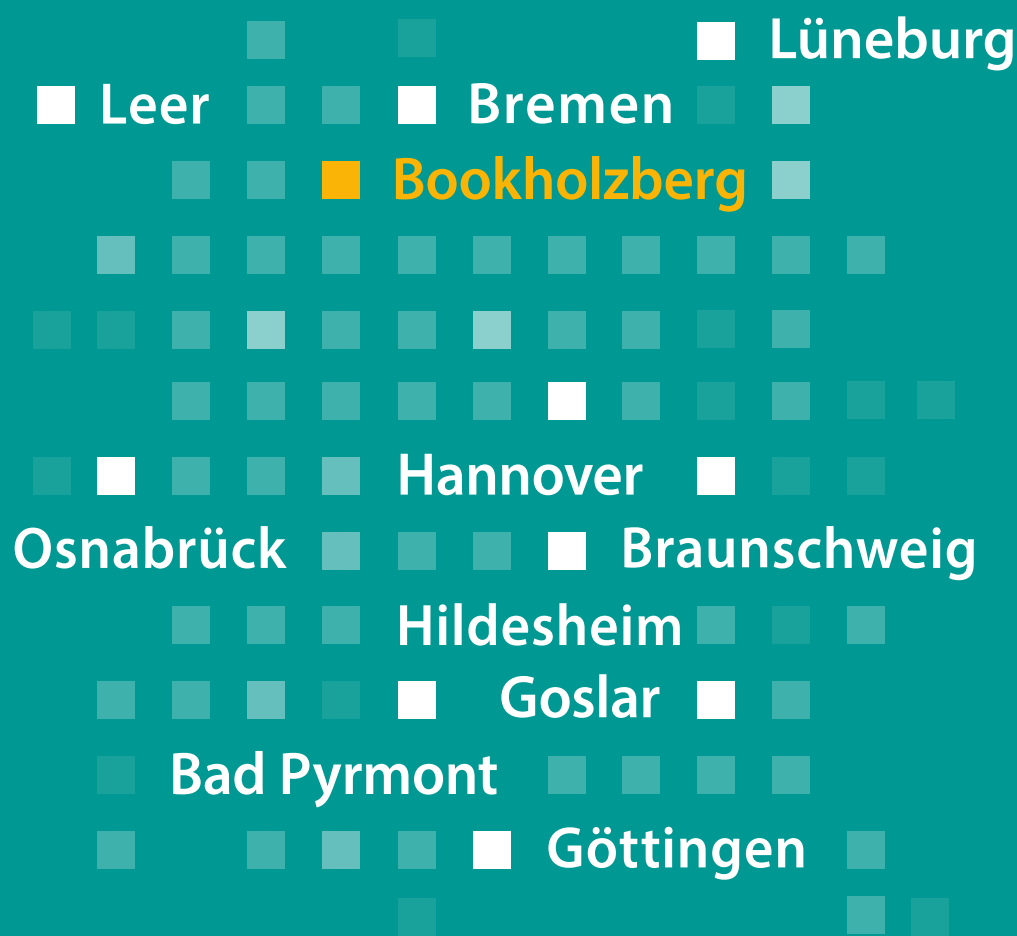 Lüneburg
Leer
Bremen
Bookholzberg
Hannover
Osnabrück
Braunschweig
Hildesheim
Goslar
Bad Pyrmont
Göttingen